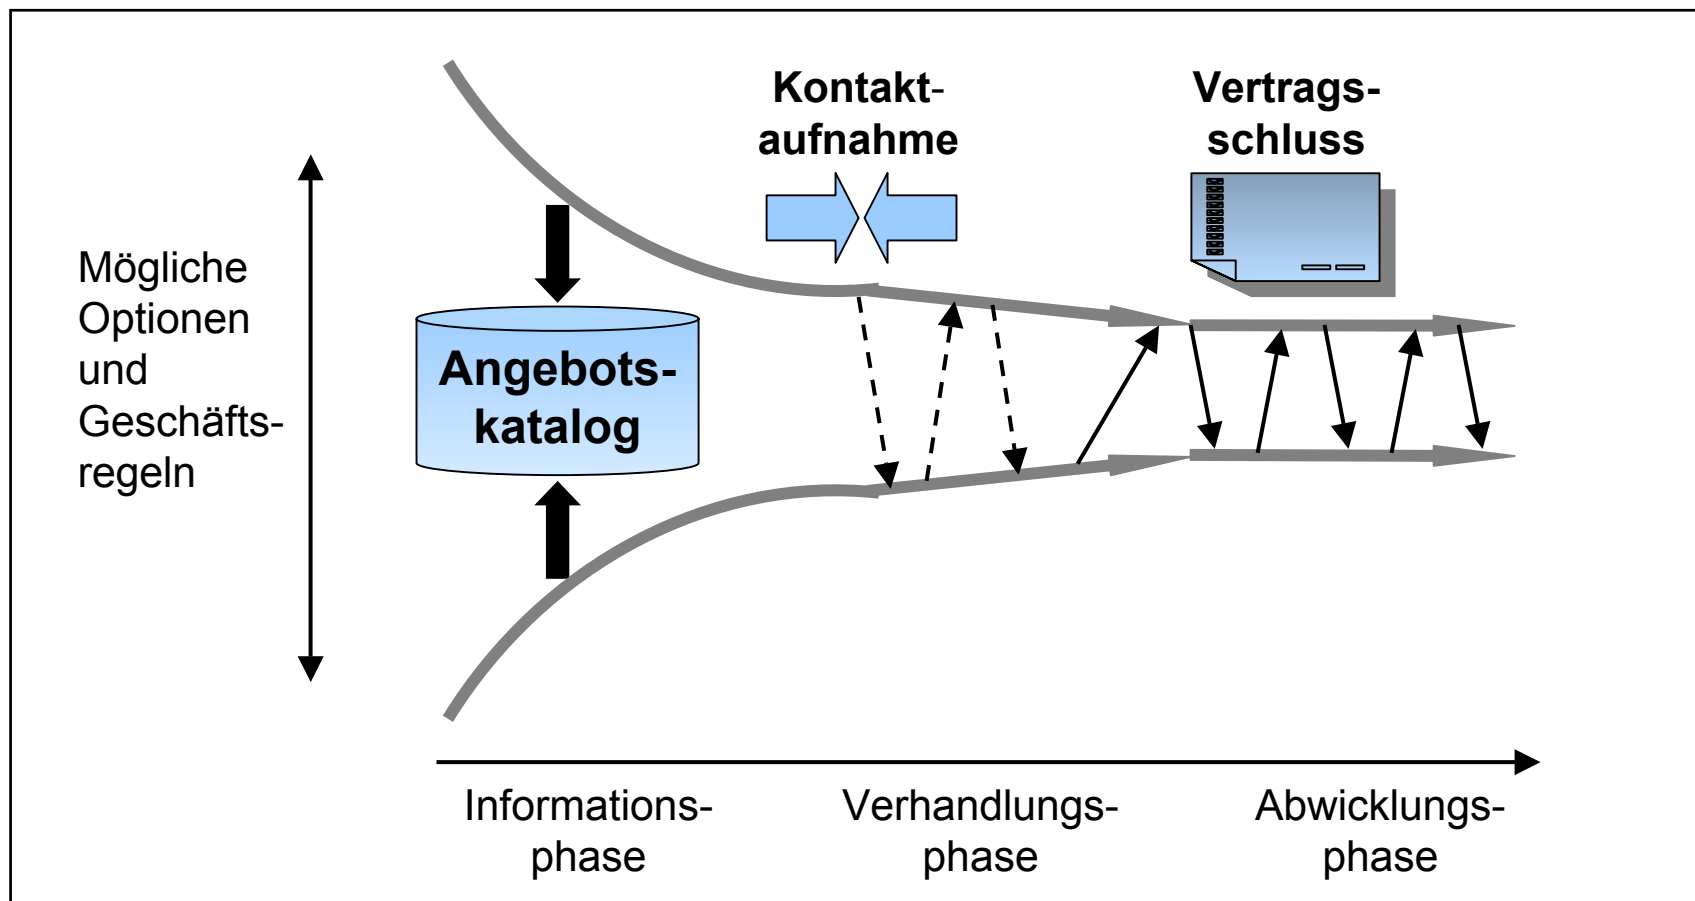 Kontakt-
aufnahme
Vertrags-
schluss
Mögliche
Optionen
und
Geschäfts-
regeln
Angebots-
katalog
Informations-
phase
Verhandlungs-
phase
Abwicklungs-
phase